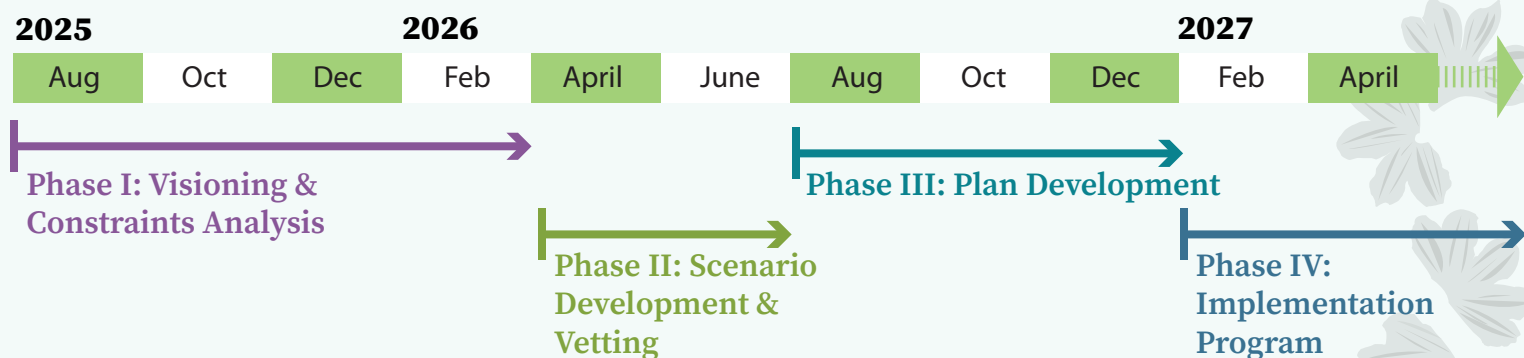 2025 2026 2027
Aug Oct Dec Feb April June Aug Oct Dec Feb April
Phase I: Visioning &
Constraints Analysis
Phase II: Scenario
Development &
Vetting
Phase III: Plan Development
Phase IV:
Implementation
Program